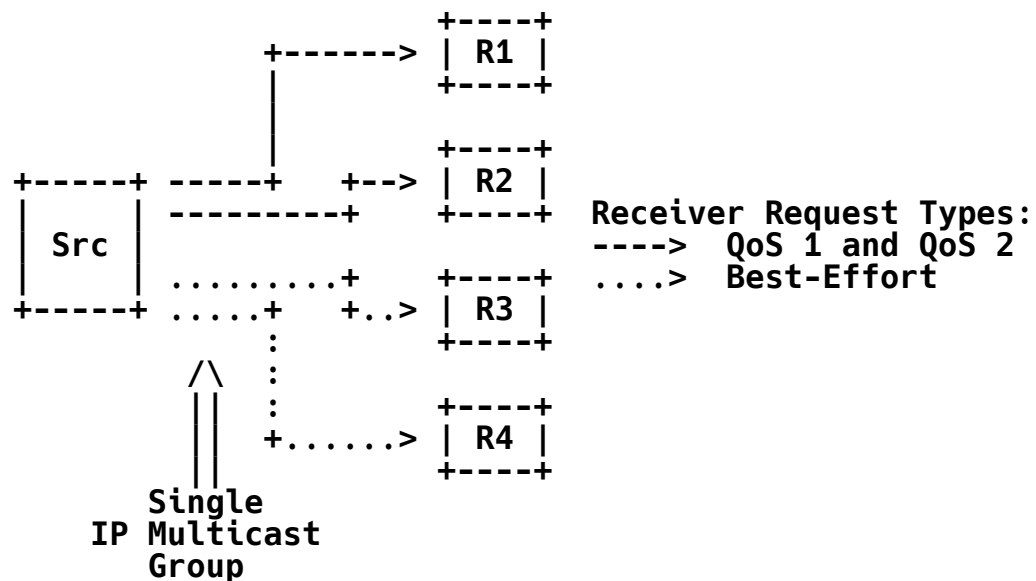 +----+
              +------> | R1 |
              |        +----+
              |
              |
              |        +----+
+-----+ -----+   +--> | R2 |
|     | ---------+    +----+  Receiver Request Types:
| Src |                        ---->  QoS 1 and QoS 2
|     | .........+    +----+  ....>  Best-Effort
+-----+ .....+   +..> | R3 |
              :        +----+
         /\   :
         ||   :        +----+
         ||   +......> | R4 |
         ||            +----+
       Single
    IP Multicast
       Group